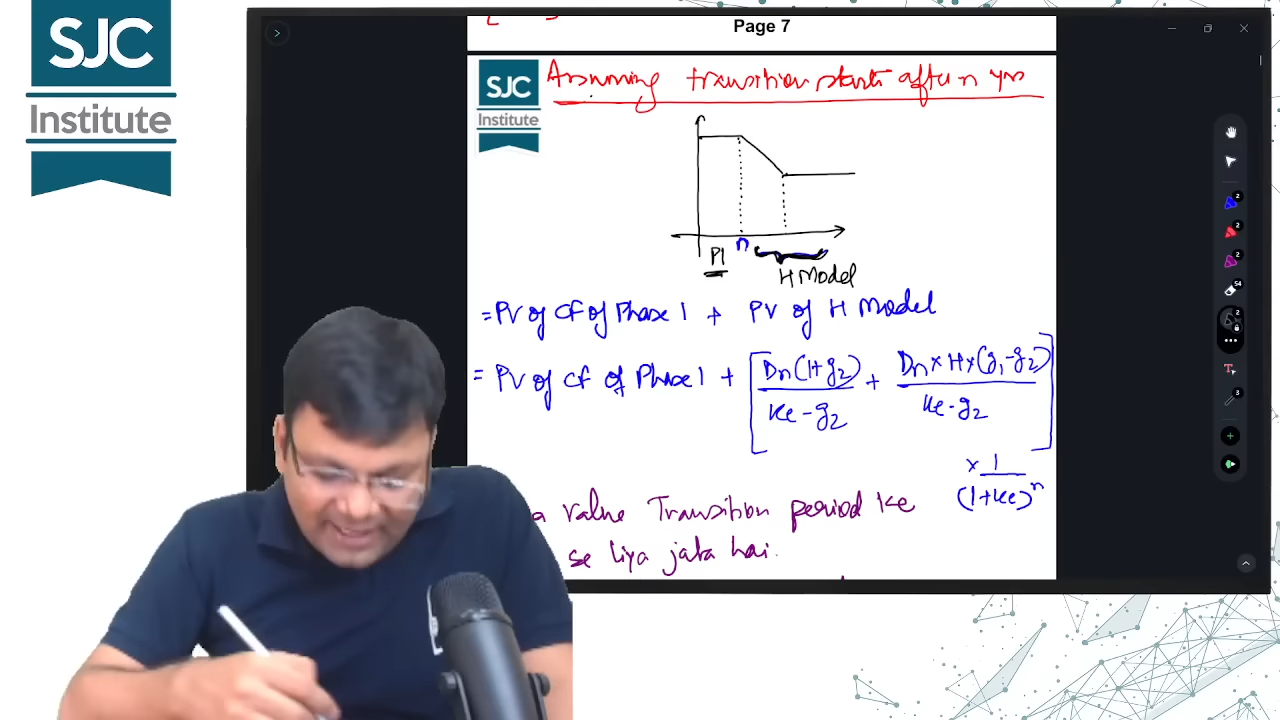 SJC
Institute
Page 7
SJC
Institute
Assuming transition starts after n yrs
n
P1
H Model
= PV of CF of Phase 1 + PV of H Model
= PV of CF of Phase 1 + [Dn(1+g2) / ke-g2 + Dn×H×(g1-g2) / ke-g2]
× 1 / (1+ke)^n
a value Transition period ke
se liya jata hai.